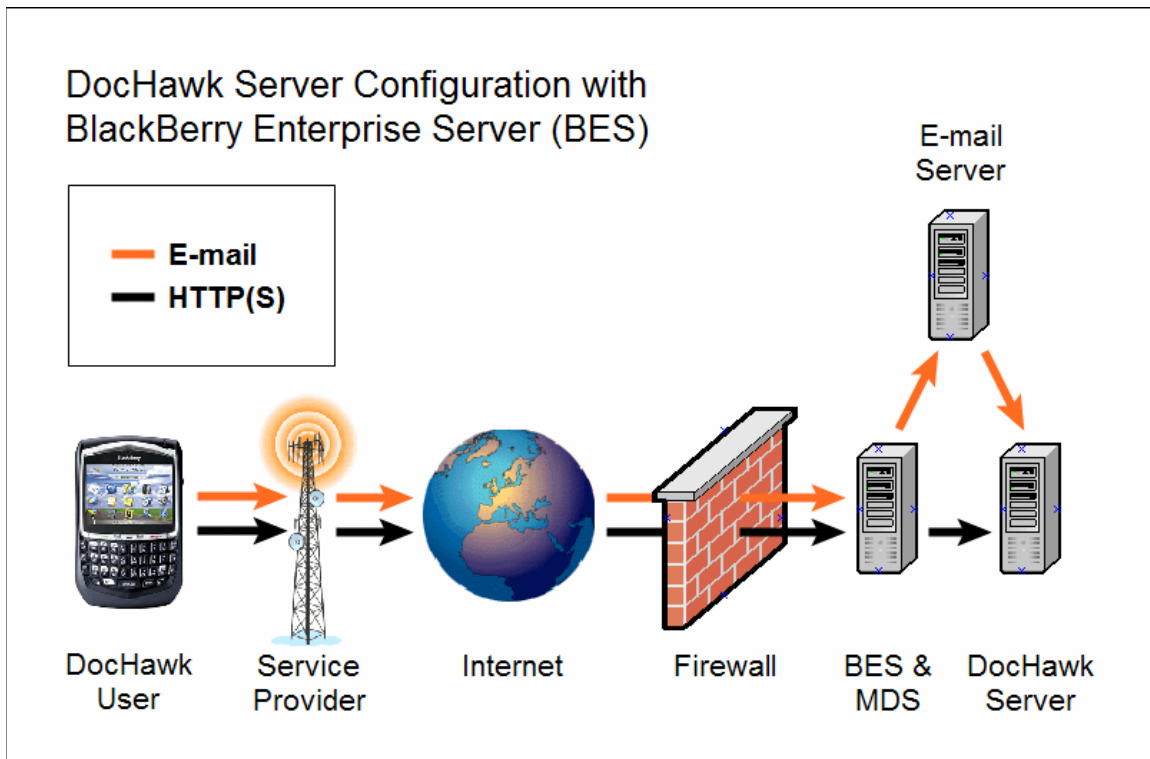 DocHawk Server Configuration with
BlackBerry Enterprise Server (BES)
E-mail
HTTP(S)
E-mail
Server
DocHawk
User
Service
Provider
Internet
Firewall
BES &
MDS
DocHawk
Server